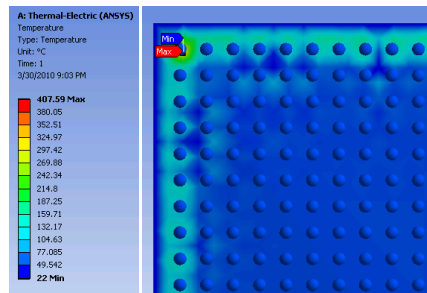 A: Thermal-Electric (ANSYS)
Temperature
Type: Temperature
Unit: °C
Time: 1
3/30/2010 9:03 PM
407.59 Max
380.05
352.51
324.97
297.42
269.88
242.34
214.8
187.25
159.71
132.17
104.63
77.085
49.542
22 Min
Min
Max